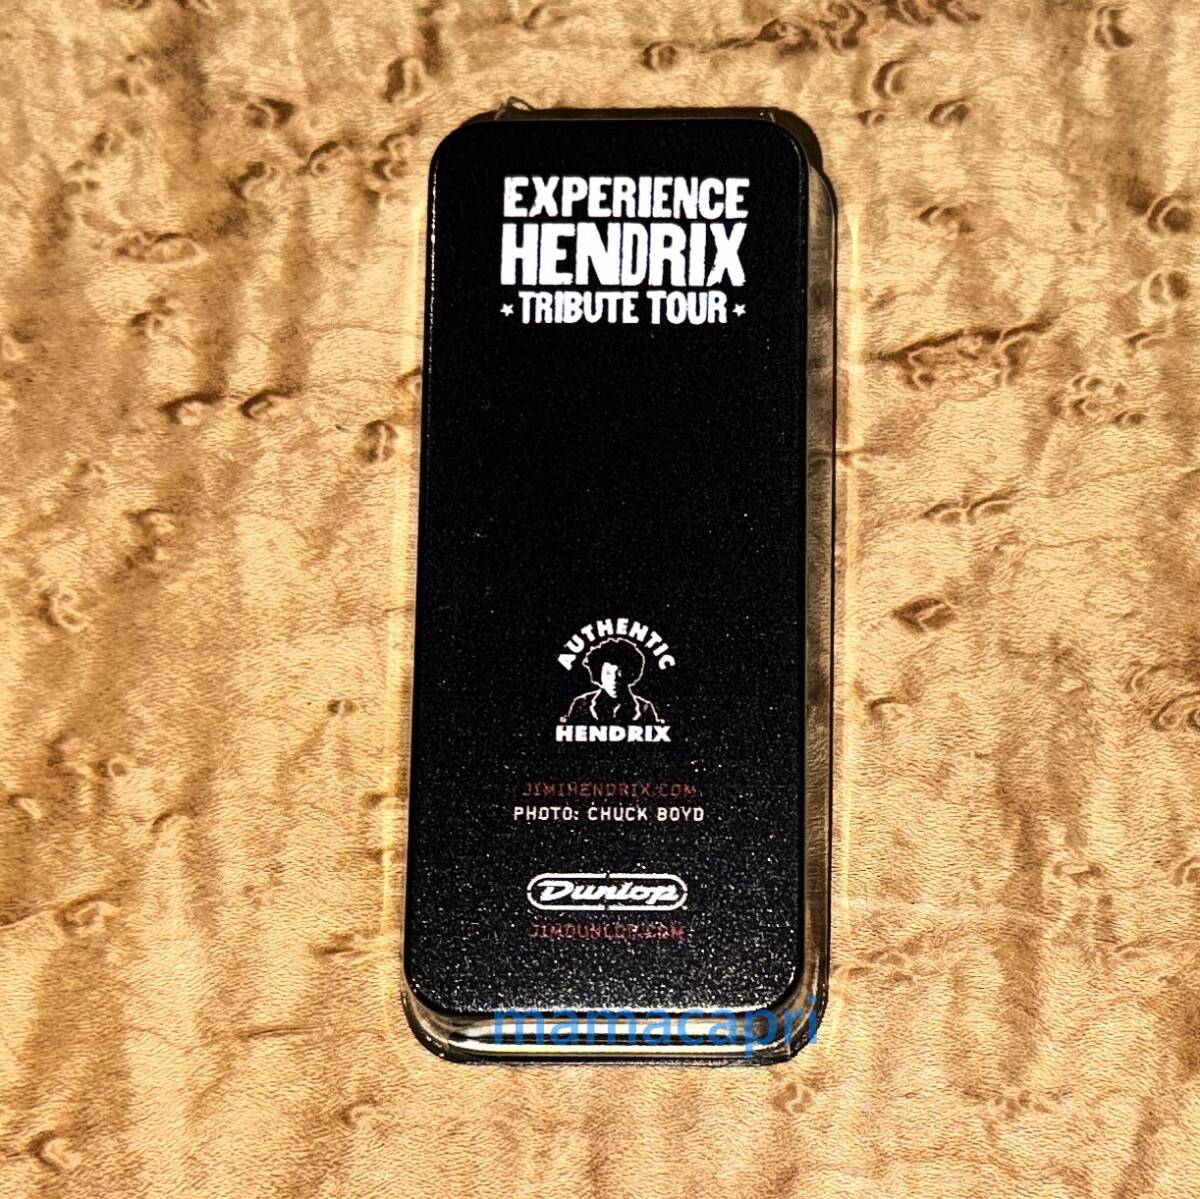 EXPERIENCE
HENDRIX
★ TRIBUTE TOUR ★
AUTHENTIC
HENDRIX
JIMIHENDRIX.COM
PHOTO: CHUCK BOYD
Dunlop
JIMDUNLOP.COM
mamacapri